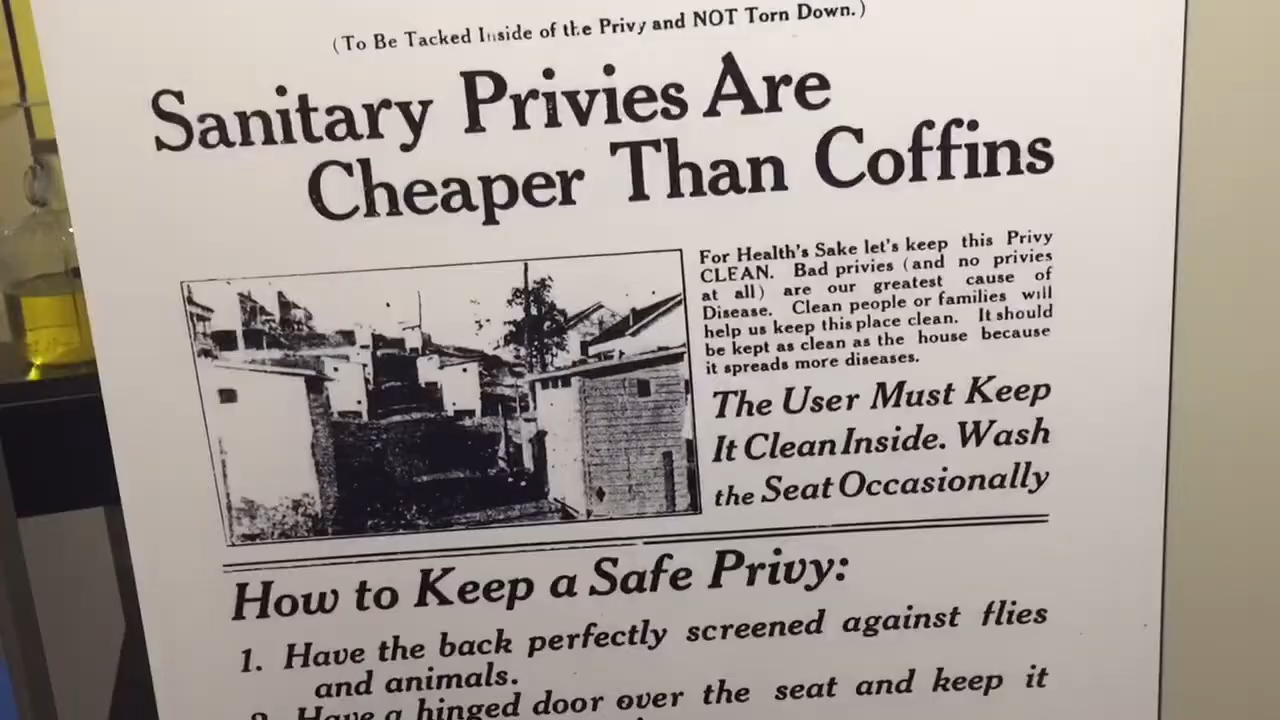 (To Be Tacked Inside of the Privy and NOT Torn Down.)
Sanitary Privies Are
Cheaper Than Coffins
For Health's Sake let's keep this Privy
CLEAN. Bad privies (and no privies
at all) are our greatest cause of
Disease. Clean people or families will
help us keep this place clean. It should
be kept as clean as the house because
it spreads more diseases.
The User Must Keep
It Clean Inside. Wash
the Seat Occasionally
How to Keep a Safe Privy:
1. Have the back perfectly screened against flies
and animals.
2. Have a hinged door over the seat and keep it